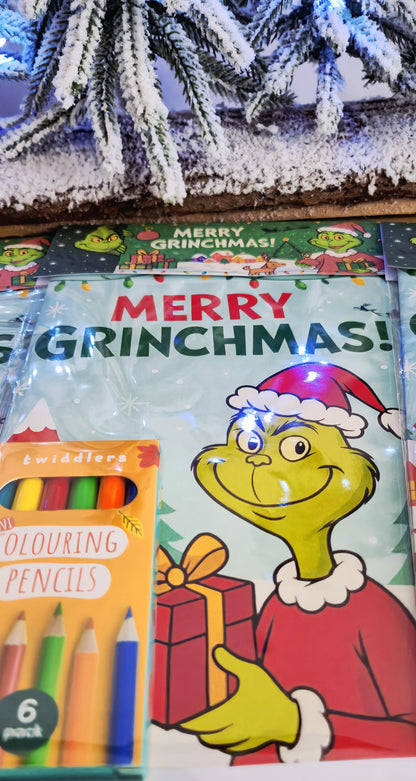 MERRY
GRINCHMAS!
MERRY
GRINCHMAS!
twiddlers
COLOURING
PENCILS
6
pack